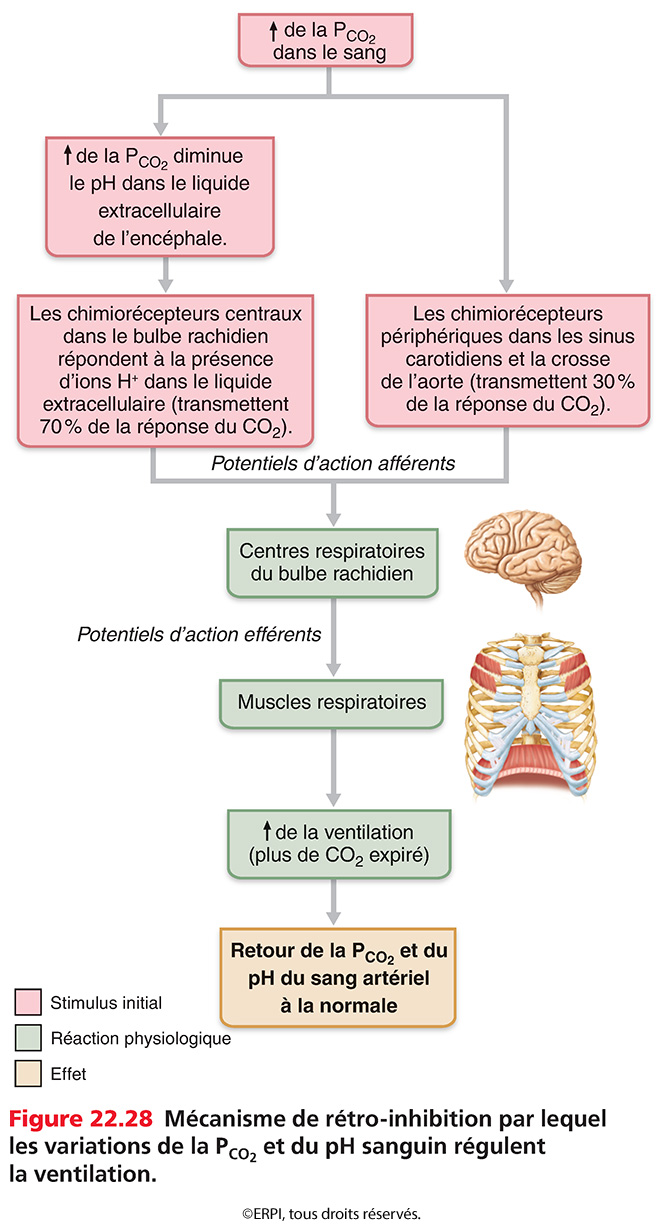 ↑ de la PCO2
dans le sang
↑ de la PCO2 diminue
le pH dans le liquide
extracellulaire
de l’encéphale.
Les chimiorécepteurs centraux
dans le bulbe rachidien
répondent à la présence
d’ions H+ dans le liquide
extracellulaire (transmettent
70 % de la réponse du CO2).
Les chimiorécepteurs
périphériques dans les sinus
carotidiens et la crosse
de l’aorte (transmettent 30 %
de la réponse du CO2).
Potentiels d’action afférents
Centres respiratoires
du bulbe rachidien
Potentiels d’action efférents
Muscles respiratoires
↑ de la ventilation
(plus de CO2 expiré)
Retour de la PCO2 et du
pH du sang artériel
à la normale
Stimulus initial
Réaction physiologique
Effet
Figure 22.28 Mécanisme de rétro-inhibition par lequel
les variations de la PCO2 et du pH sanguin régulent
la ventilation.
©ERPI, tous droits réservés.